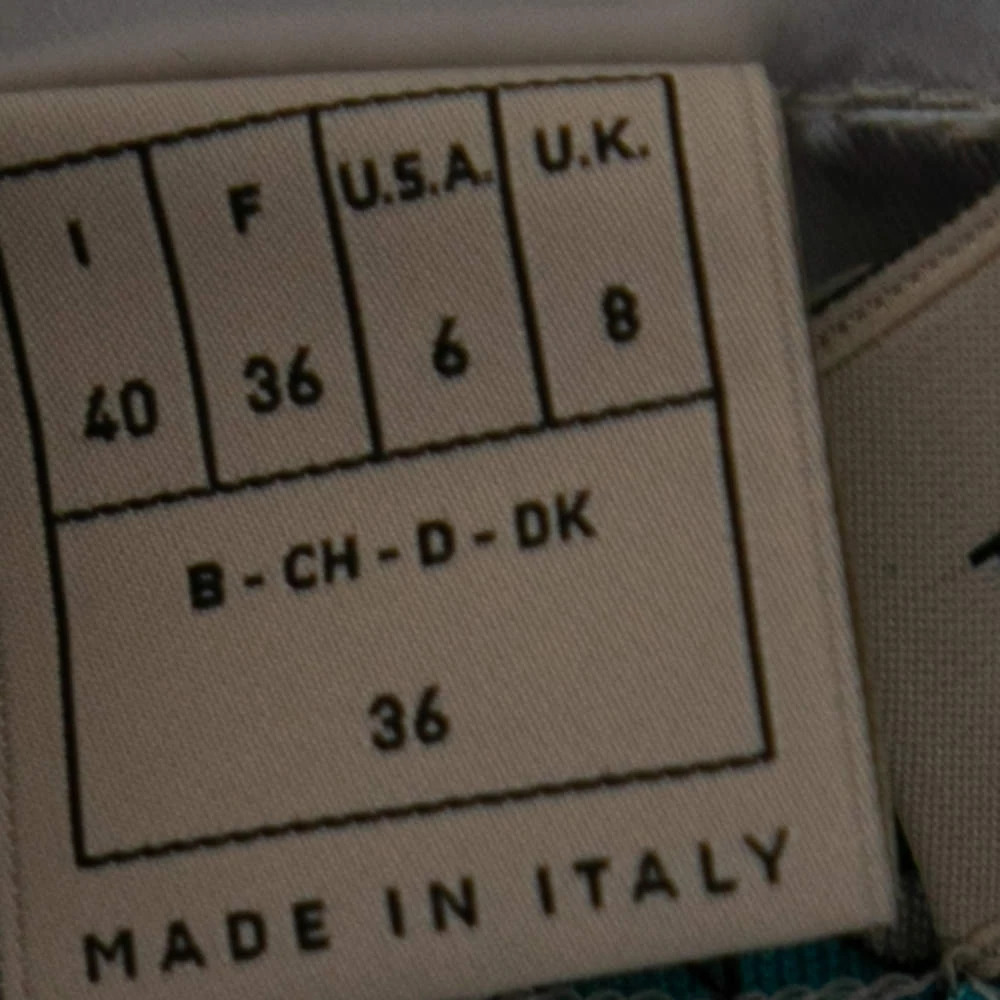 I F U.S.A. U.K.
40 36 6 8
B - CH - D - DK
36
MADE IN ITALY